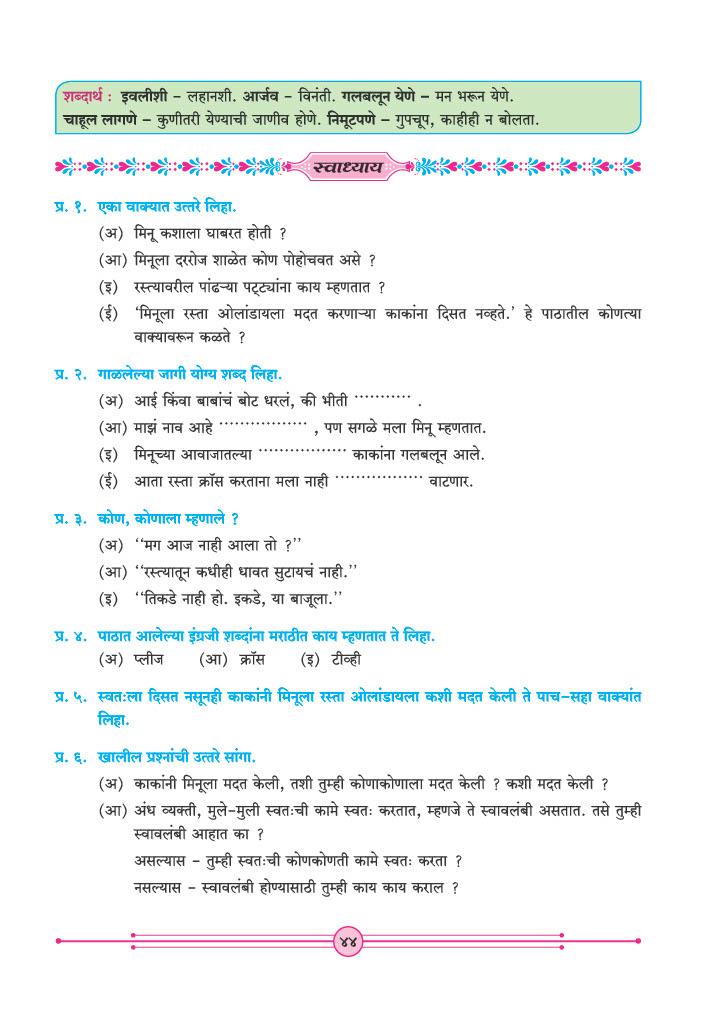 शब्दार्थ : इवलीशी – लहानशी. आर्जव – विनंती. गलबलून येणे – मन भरून येणे.
चाहूल लागणे – कुणीतरी येण्याची जाणीव होणे. निमूटपणे – गुपचूप, काहीही न बोलता.
स्वाध्याय
प्र. १. एका वाक्यात उत्तरे लिहा.
(अ) मिनू कशाला घाबरत होती ?
(आ) मिनूला दररोज शाळेत कोण पोहोचवत असे ?
(इ) रस्त्यावरील पांढऱ्या पट्ट्यांना काय म्हणतात ?
(ई) ‘मिनूला रस्ता ओलांडायला मदत करणाऱ्या काकांना दिसत नव्हते.’ हे पाठातील कोणत्या
वाक्यावरून कळते ?
प्र. २. गाळलेल्या जागी योग्य शब्द लिहा.
(अ) आई किंवा बाबांचं बोट धरलं, की भीती ........... .
(आ) माझं नाव आहे ................. , पण सगळे मला मिनू म्हणतात.
(इ) मिनूच्या आवाजातल्या ................. काकांना गलबलून आले.
(ई) आता रस्ता क्रॉस करताना मला नाही ................. वाटणार.
प्र. ३. कोण, कोणाला म्हणाले ?
(अ) ‘‘मग आज नाही आला तो ?’’
(आ) ‘‘रस्त्यातून कधीही धावत सुटायचं नाही.’’
(इ) ‘‘तिकडे नाही हो. इकडे, या बाजूला.’’
प्र. ४. पाठात आलेल्या इंग्रजी शब्दांना मराठीत काय म्हणतात ते लिहा.
(अ) प्लीज (आ) क्रॉस (इ) टीव्ही
प्र. ५. स्वतःला दिसत नसूनही काकांनी मिनूला रस्ता ओलांडायला कशी मदत केली ते पाच–सहा वाक्यांत
लिहा.
प्र. ६. खालील प्रश्नांची उत्तरे सांगा.
(अ) काकांनी मिनूला मदत केली, तशी तुम्ही कोणाकोणाला मदत केली ? कशी मदत केली ?
(आ) अंध व्यक्ती, मुले–मुली स्वतःची कामे स्वतः करतात, म्हणजे ते स्वावलंबी असतात. तसे तुम्ही
स्वावलंबी आहात का ?
असल्यास – तुम्ही स्वतःची कोणकोणती कामे स्वतः करता ?
नसल्यास – स्वावलंबी होण्यासाठी तुम्ही काय काय कराल ?
४४